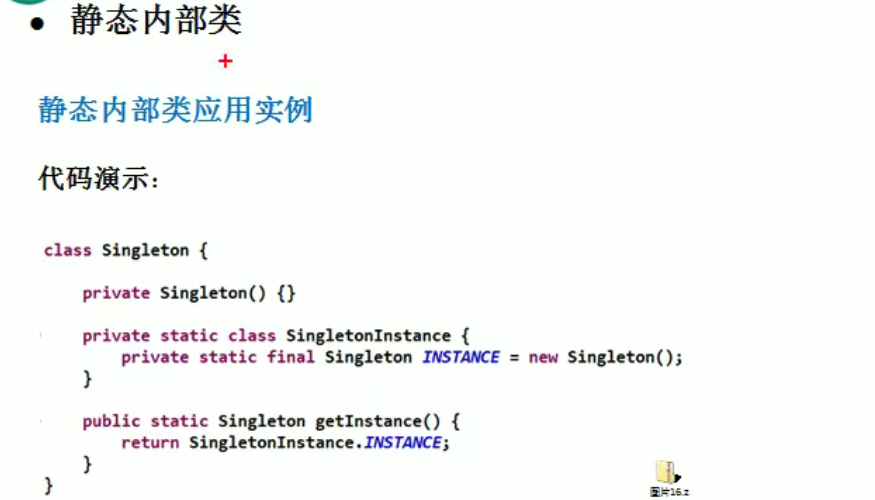 • 静态内部类
静态内部类应用实例
代码演示：
class Singleton {
    private Singleton() {}
    private static class SingletonInstance {
        private static final Singleton INSTANCE = new Singleton();
    }
    public static Singleton getInstance() {
        return SingletonInstance.INSTANCE;
    }
}
图片16.z